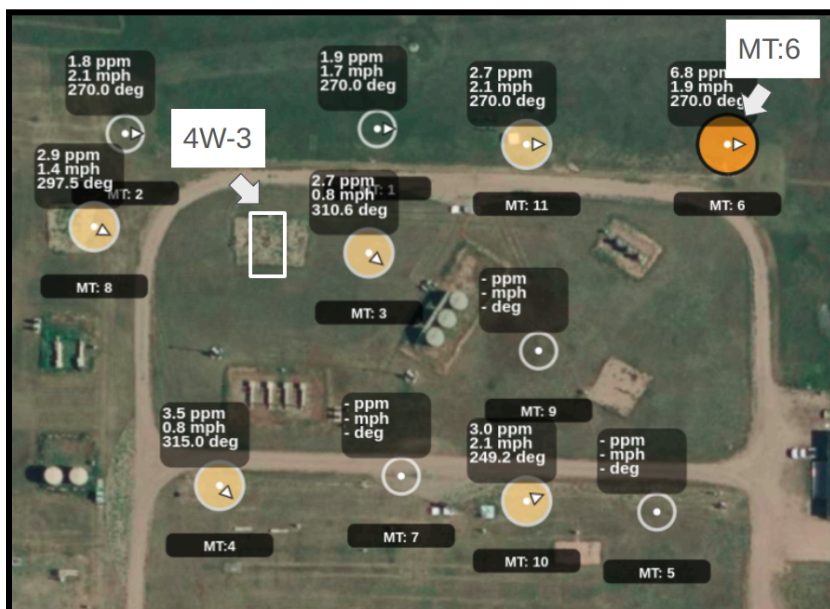 MT:6
1.8 ppm
2.1 mph
270.0 deg
1.9 ppm
1.7 mph
270.0 deg
2.7 ppm
2.1 mph
270.0 deg
6.8 pp
1.9 mph
270.0 deg
4W-3
2.9 ppm
1.4 mph
297.5 deg
MT: 2
2.7 ppm
0.8 mph
310.6 deg
MT: 1
MT: 11
MT: 6
MT: 8
MT: 3
- ppm
- mph
- deg
MT: 9
3.5 ppm
0.8 mph
315.0 deg
- ppm
- mph
- deg
3.0 ppm
2.1 mph
249.2 deg
- ppm
- mph
- deg
MT:4
MT: 7
MT: 10
MT: 5